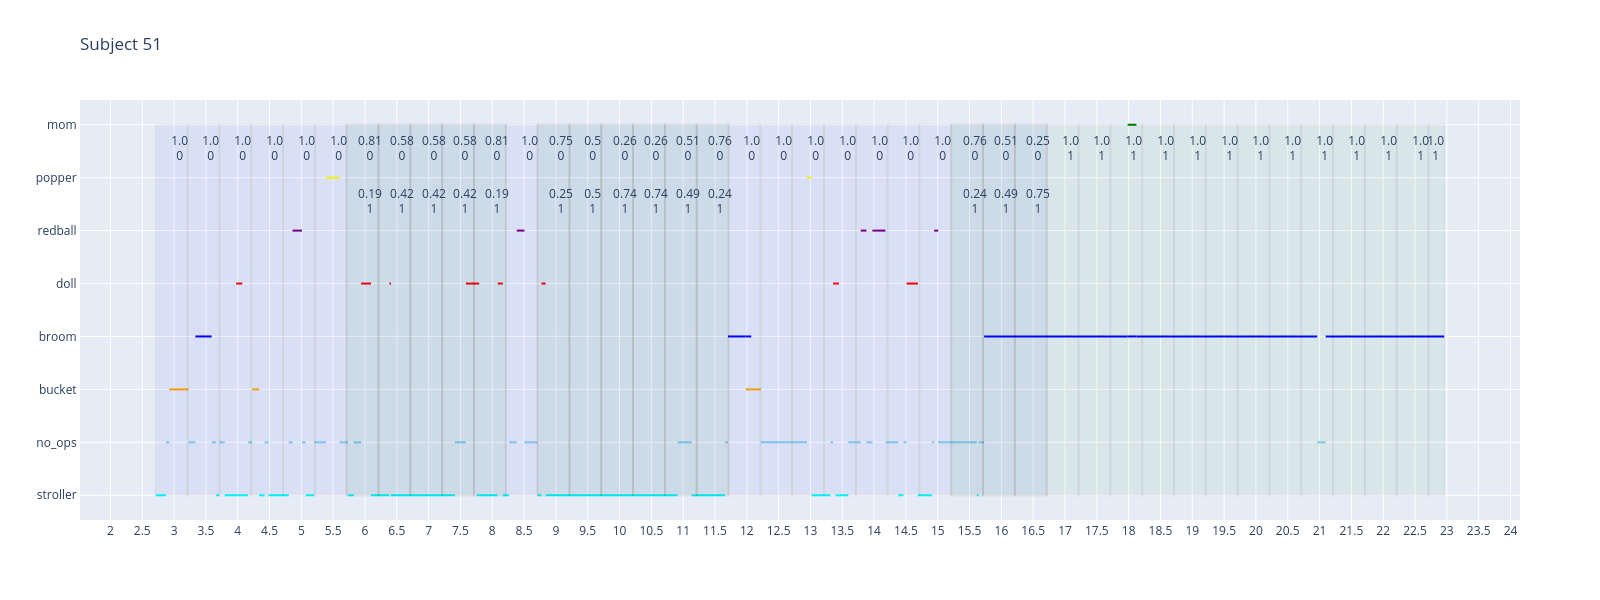 Subject 51
mom
popper
redball
doll
broom
bucket
no_ops
stroller
1.0 1.0 1.0 1.0 1.0 1.0 0.81 0.58 0.58 0.58 0.81 1.0 0.75 0.5 0.26 0.26 0.51 0.76 1.0 1.0 1.0 1.0 1.0 1.0 1.0 0.76 0.51 0.25 1.0 1.0 1.0 1.0 1.0 1.0 1.0 1.0 1.0 1.0 1.0 1.0 1.0
0 0 0 0 0 0 0 0 0 0 0 0 0 0 0 0 0 0 0 0 0 0 0 0 0 0 0 0 1 1 1 1 1 1 1 1 1 1 1 1 1
0.19 0.42 0.42 0.42 0.19 0.25 0.5 0.74 0.74 0.49 0.24 0.24 0.49 0.75
1 1 1 1 1 1 1 1 1 1 1 1 1 1
2 2.5 3 3.5 4 4.5 5 5.5 6 6.5 7 7.5 8 8.5 9 9.5 10 10.5 11 11.5 12 12.5 13 13.5 14 14.5 15 15.5 16 16.5 17 17.5 18 18.5 19 19.5 20 20.5 21 21.5 22 22.5 23 23.5 24